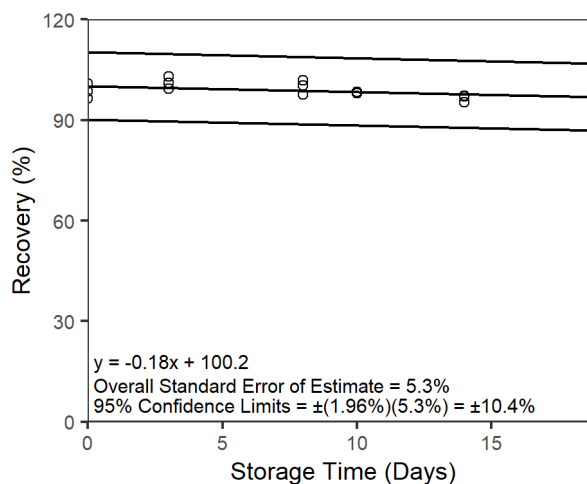 120
90
60
30
0
Recovery (%)
y = -0.18x + 100.2
Overall Standard Error of Estimate = 5.3%
95% Confidence Limits = ±(1.96%)(5.3%) = ±10.4%
0 5 10 15
Storage Time (Days)